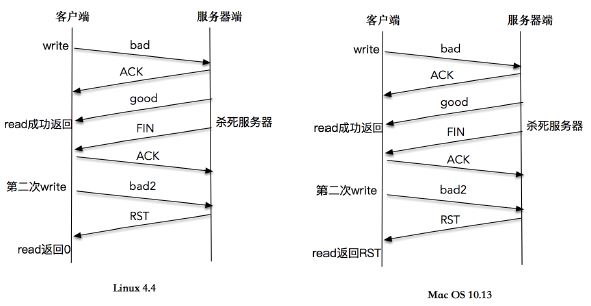 客户端 服务器端
write bad
ACK
good
read成功返回
杀死服务器
FIN
ACK
第二次write bad2
RST
read返回0
Linux 4.4
客户端 服务器端
write bad
ACK
good
read成功返回
杀死服务器
FIN
ACK
第二次write bad2
RST
read返回RST
Mac OS 10.13